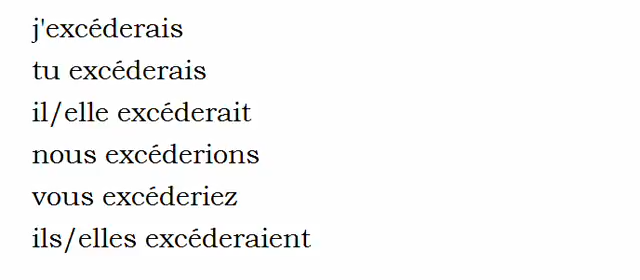 j'excéderais
tu excéderais
il/elle excéderait
nous excéderions
vous excéderiez
ils/elles excéderaient